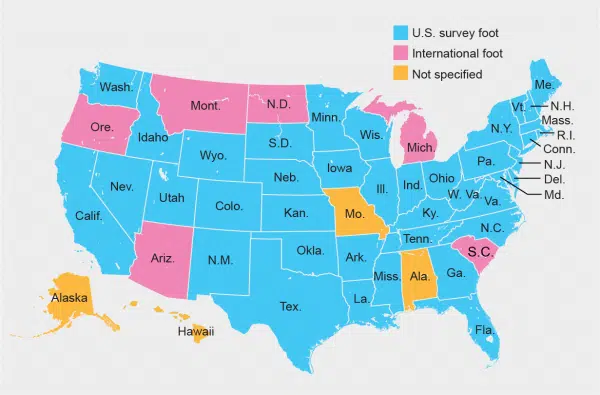 U.S. survey foot
International foot
Not specified
Wash.
Mont.
N.D.
Minn.
Me.
Vt.
N.H.
Ore.
Idaho
S.D.
Wis.
Mich.
N.Y.
Mass.
R.I.
Conn.
Wyo.
Iowa
Pa.
N.J.
Neb.
Ill.
Ind.
Ohio
Del.
Nev.
Utah
Colo.
Kan.
Mo.
Ky.
W. Va.
Va.
Md.
Calif.
N.C.
Tenn.
Ariz.
N.M.
Okla.
Ark.
S.C.
Miss.
Ala.
Ga.
Tex.
La.
Alaska
Hawaii
Fla.